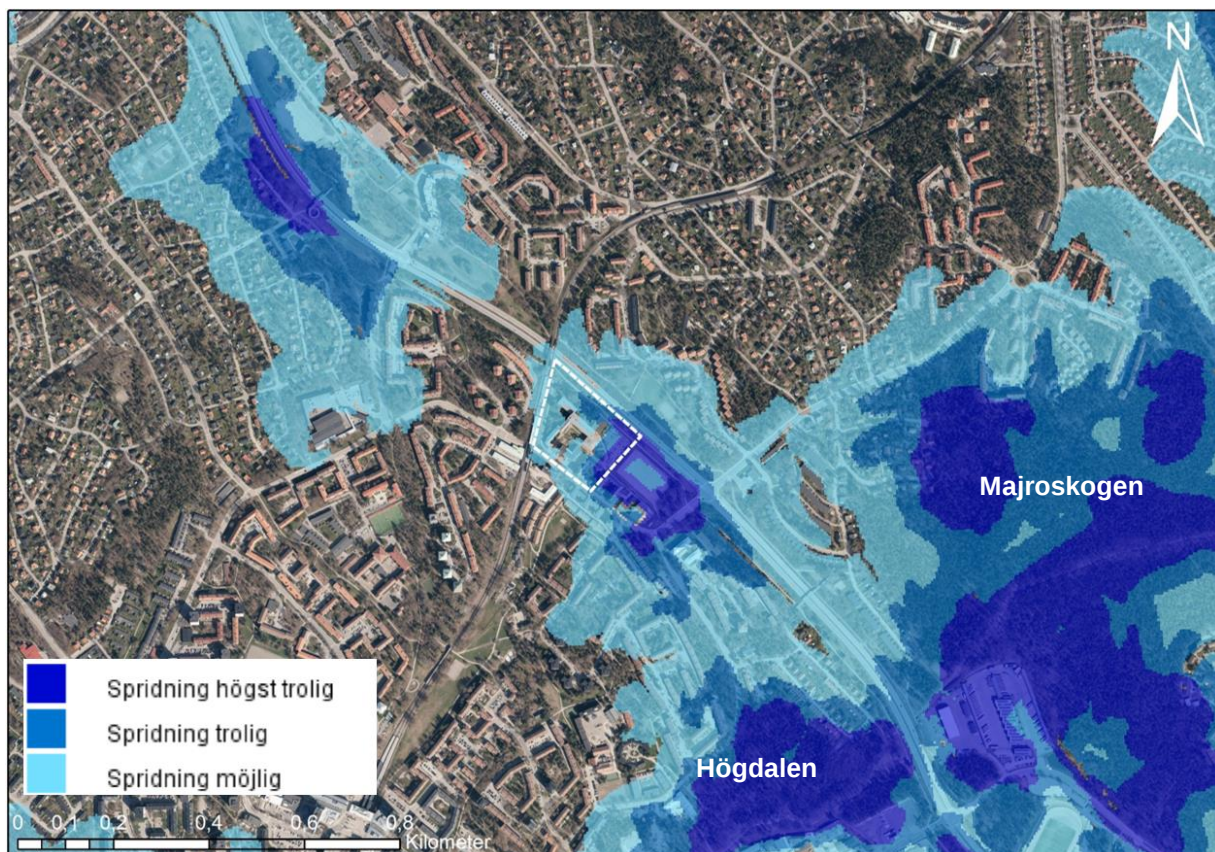 N
Majroskogen
Högdalen
Spridning högst trolig
Spridning trolig
Spridning möjlig
0 0,1 0,2 0,4 0,6 0,8
Kilometer